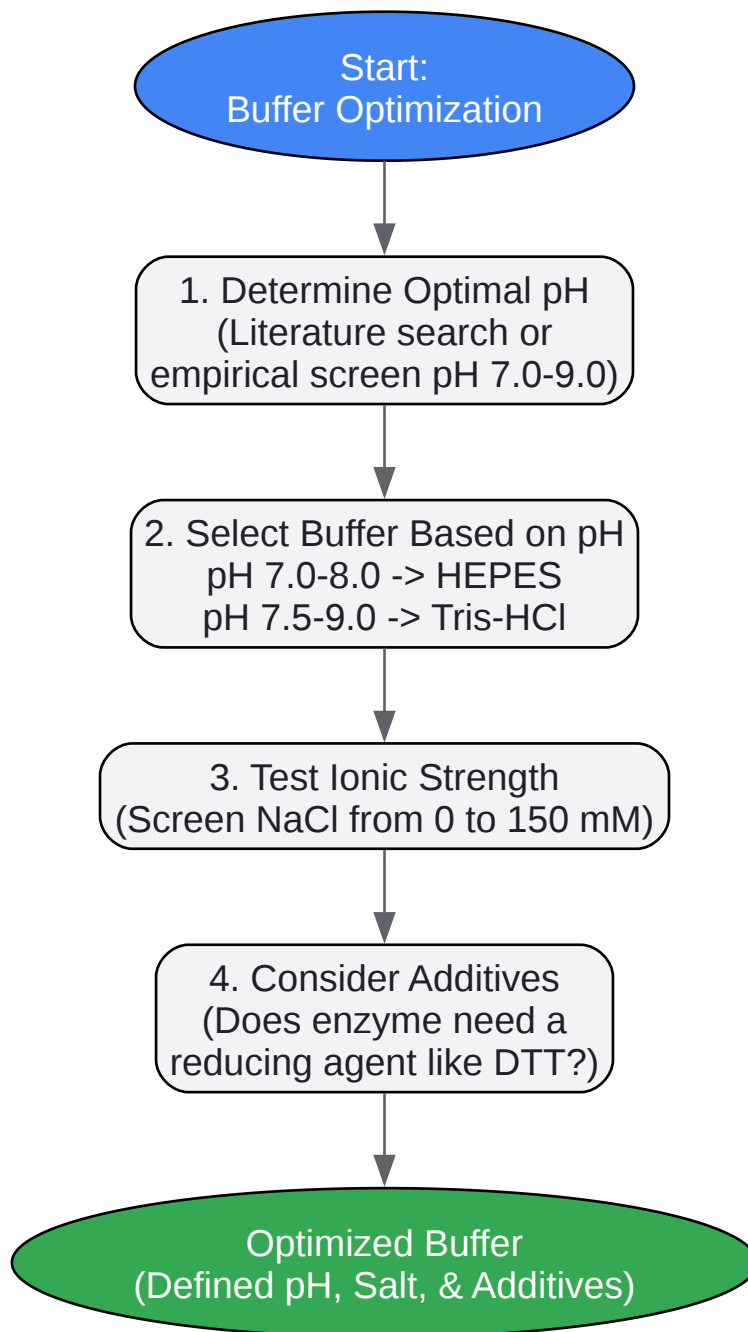 Start:
Buffer Optimization
1. Determine Optimal pH
(Literature search or
empirical screen pH 7.0-9.0)
2. Select Buffer Based on pH
pH 7.0-8.0 -> HEPES
pH 7.5-9.0 -> Tris-HCl
3. Test Ionic Strength
(Screen NaCl from 0 to 150 mM)
4. Consider Additives
(Does enzyme need a
reducing agent like DTT?)
Optimized Buffer
(Defined pH, Salt, & Additives)